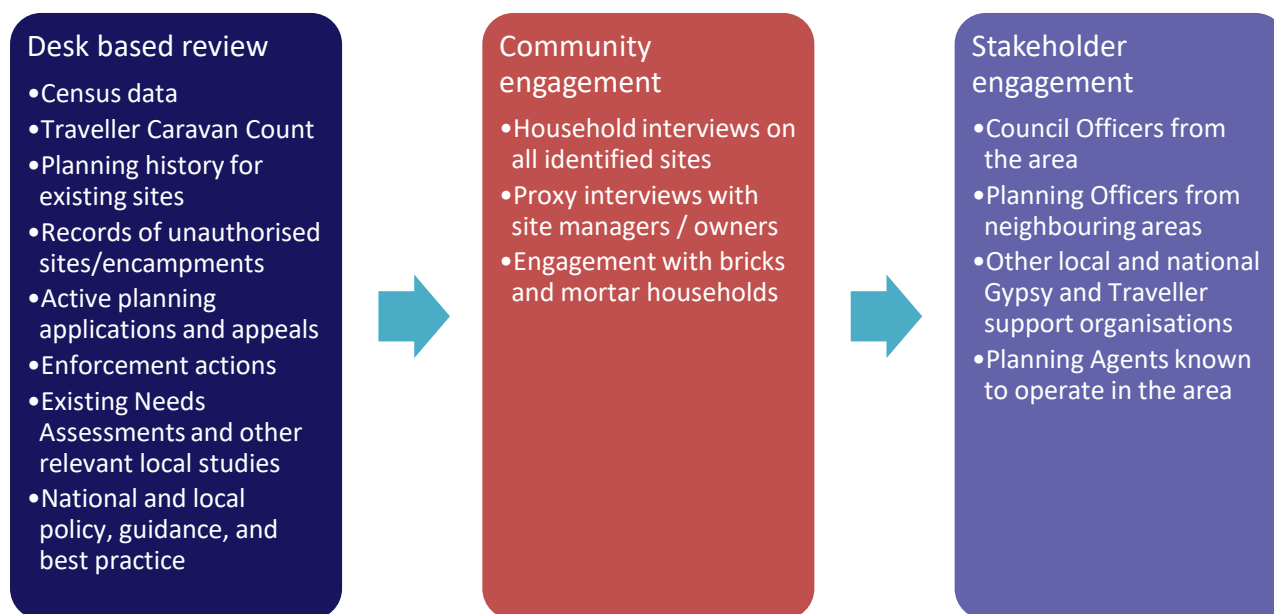 Desk based review
•Census data
•Traveller Caravan Count
•Planning history for
existing sites
•Records of unauthorised
sites/encampments
•Active planning
applications and appeals
•Enforcement actions
•Existing Needs
Assessments and other
relevant local studies
•National and local
policy, guidance, and
best practice
Community
engagement
•Household interviews on
all identified sites
•Proxy interviews with
site managers / owners
•Engagement with bricks
and mortar households
Stakeholder
engagement
•Council Officers from
the area
•Planning Officers from
neighbouring areas
•Other local and national
Gypsy and Traveller
support organisations
•Planning Agents known
to operate in the area